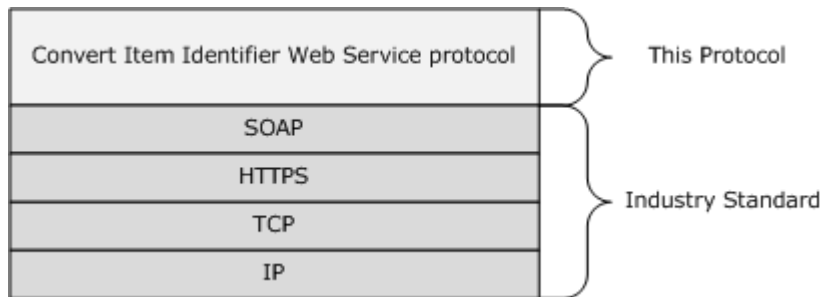 Convert Item Identifier Web Service protocol
This Protocol
SOAP
HTTPS
TCP
IP
Industry Standard